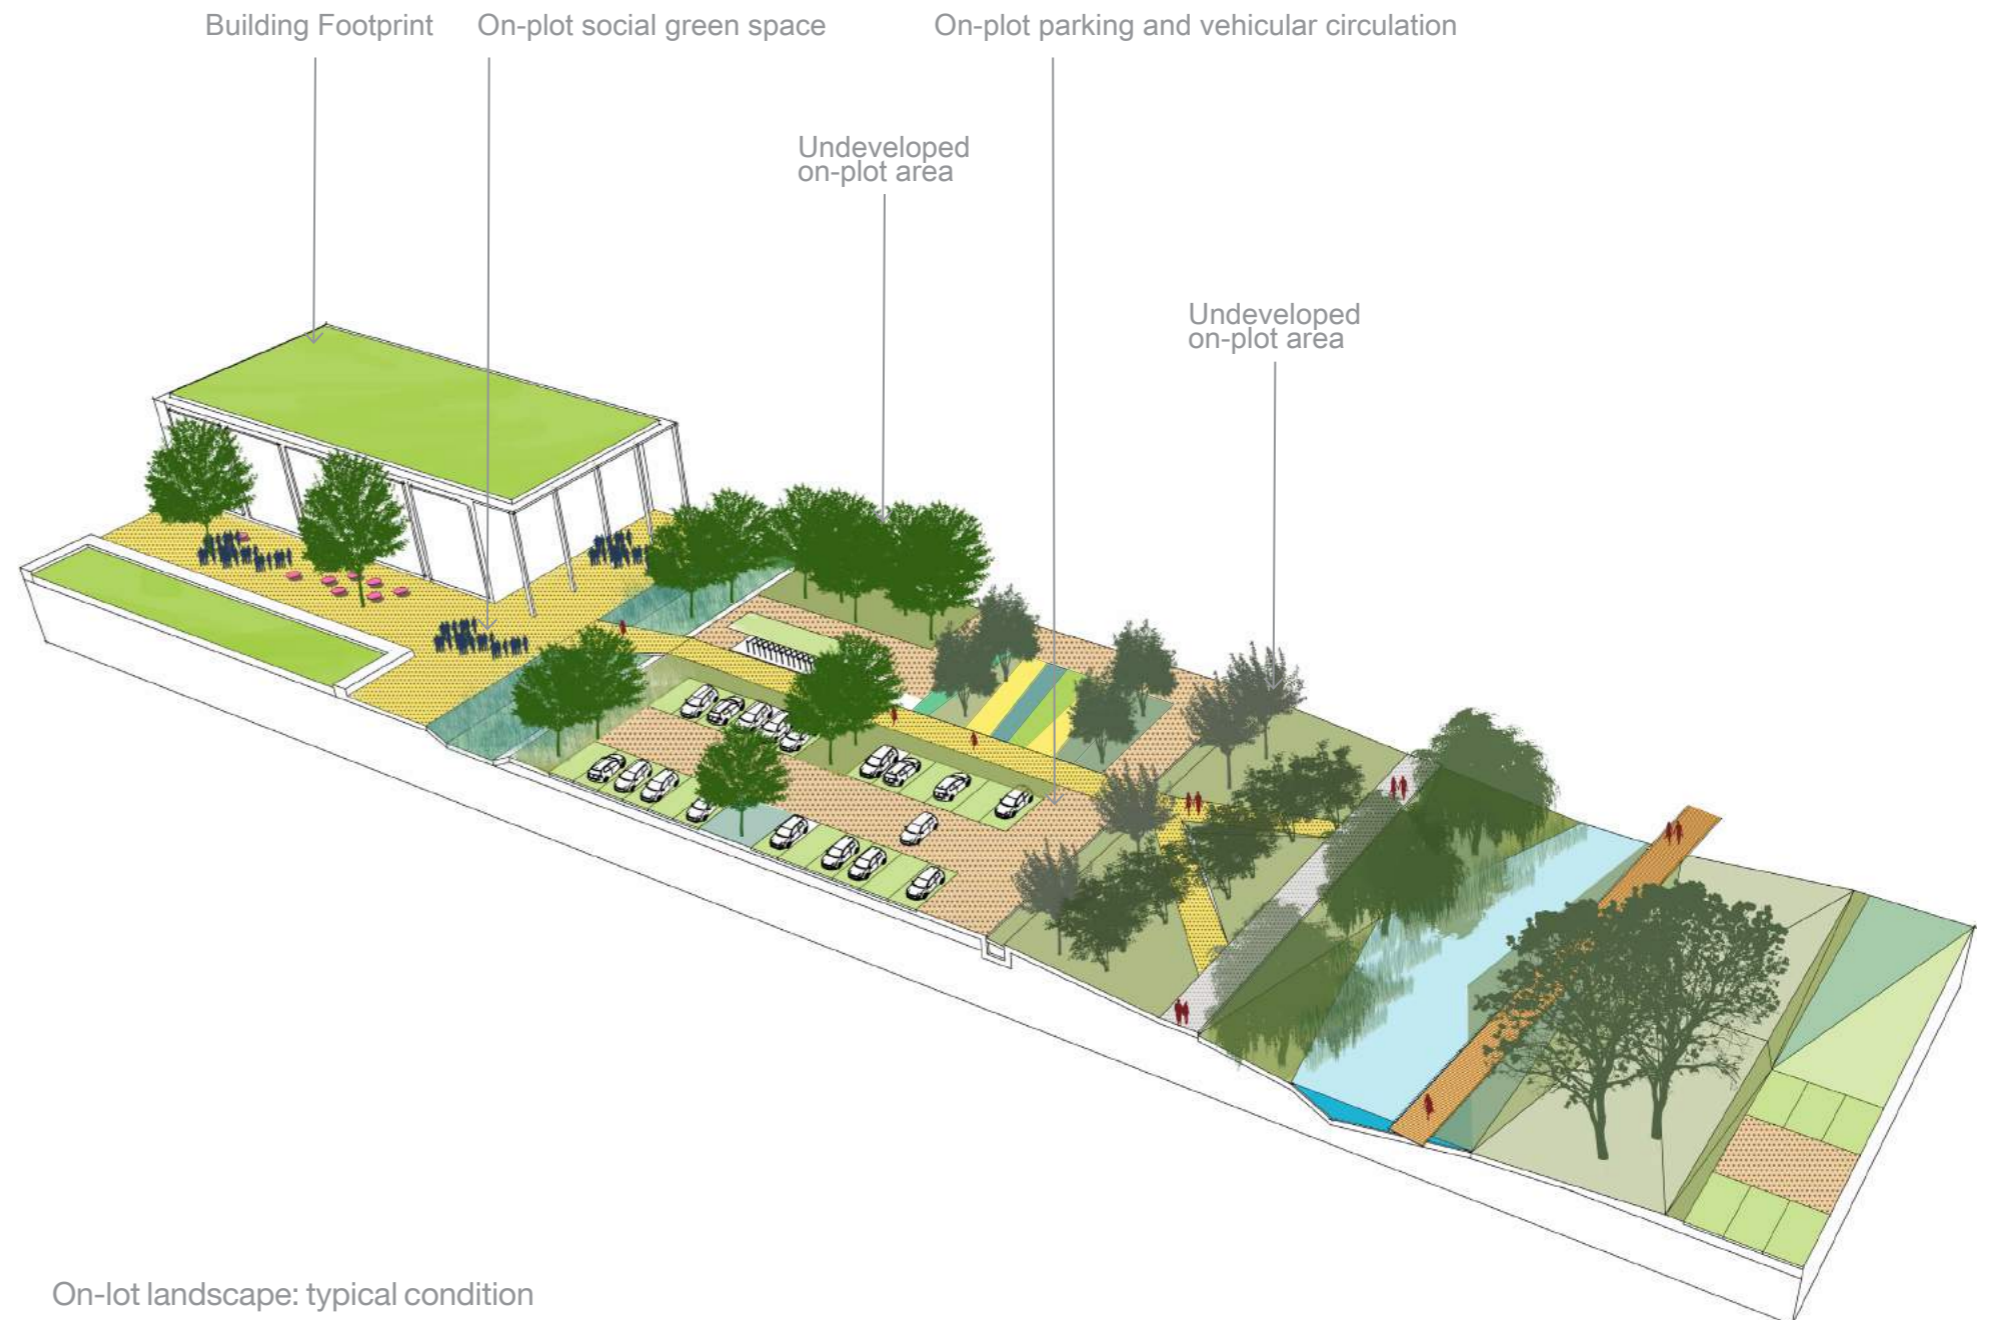 Building Footprint
On-plot social green space
On-plot parking and vehicular circulation
Undeveloped
on-plot area
Undeveloped
on-plot area
On-lot landscape: typical condition